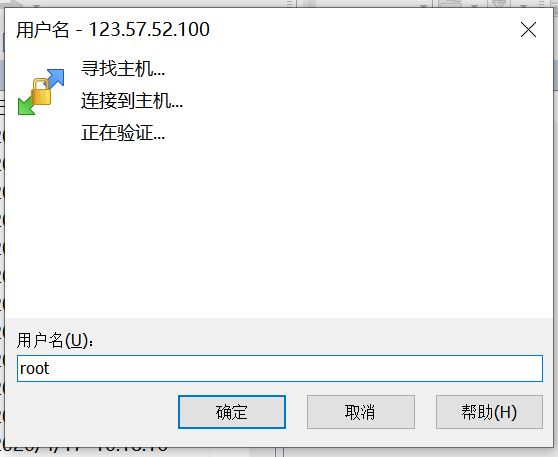 用户名 - 123.57.52.100
寻找主机...
连接到主机...
正在验证...
用户名(U):
root
确定
取消
帮助(H)